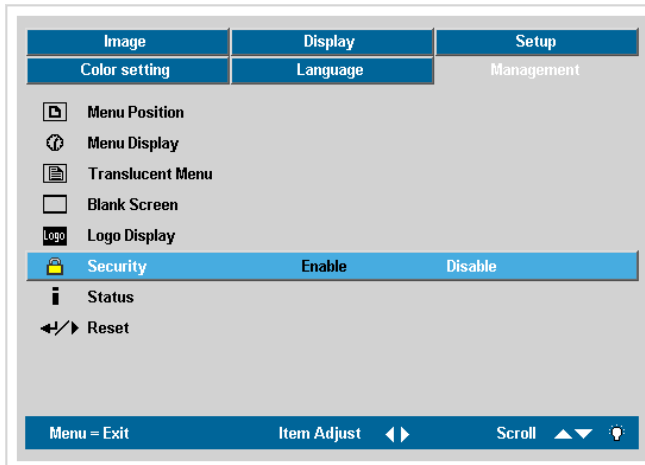 Image Display Setup
Color setting Language Management
Menu Position
Menu Display
Translucent Menu
Blank Screen
Logo Logo Display
Security Enable Disable
i Status
Reset
Menu = Exit Item Adjust Scroll